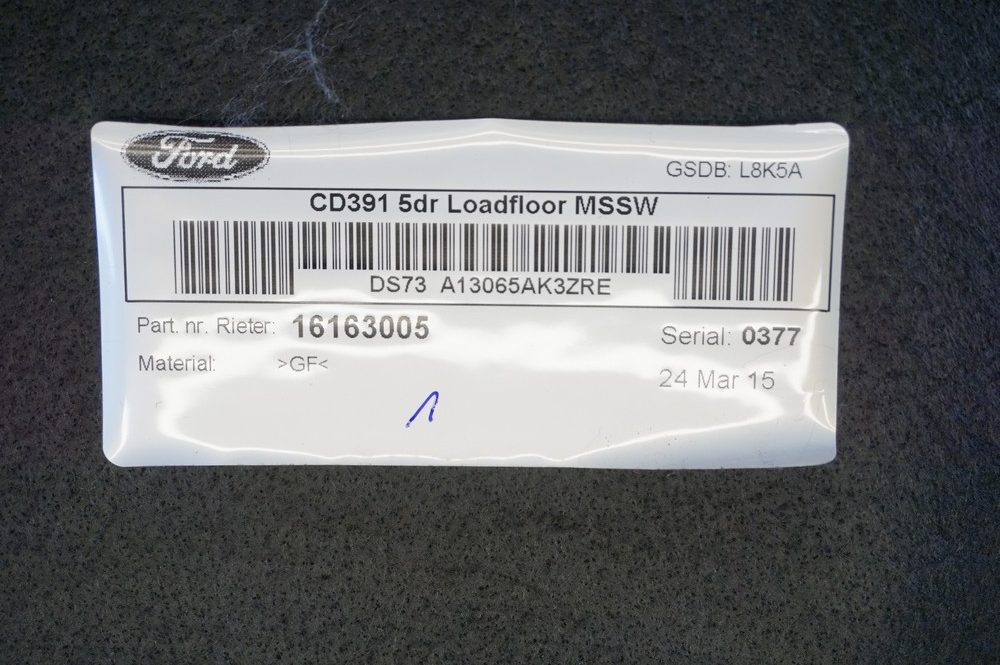 Ford
GSDB: L8K5A
CD391 5dr Loadfloor MSSW
DS73 A13065AK3ZRE
Part. nr. Rieter: 16163005
Serial: 0377
Material: >GF<
24 Mar 15
1